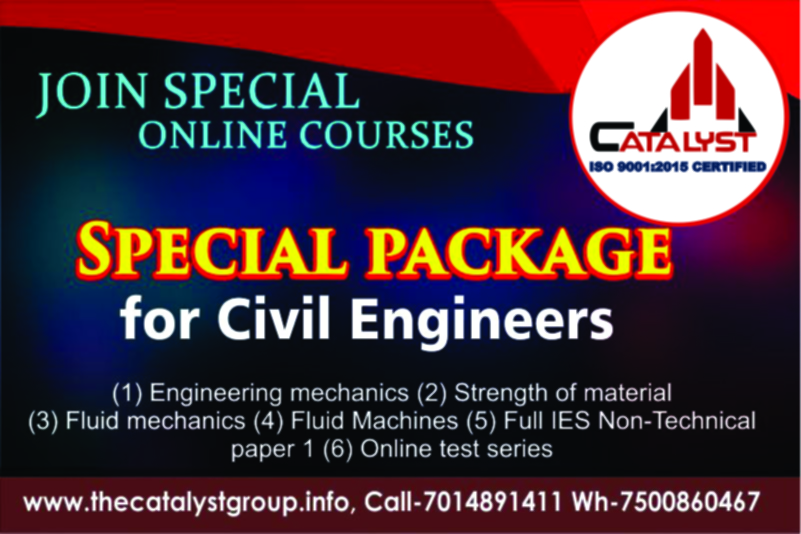 JOIN SPECIAL
ONLINE COURSES
CATALYST
ISO 9001:2015 CERTIFIED
SPECIAL PACKAGE
for Civil Engineers
(1) Engineering mechanics (2) Strength of material
(3) Fluid mechanics (4) Fluid Machines (5) Full IES Non-Technical
paper 1 (6) Online test series
www.thecatalystgroup.info, Call-7014891411 Wh-7500860467